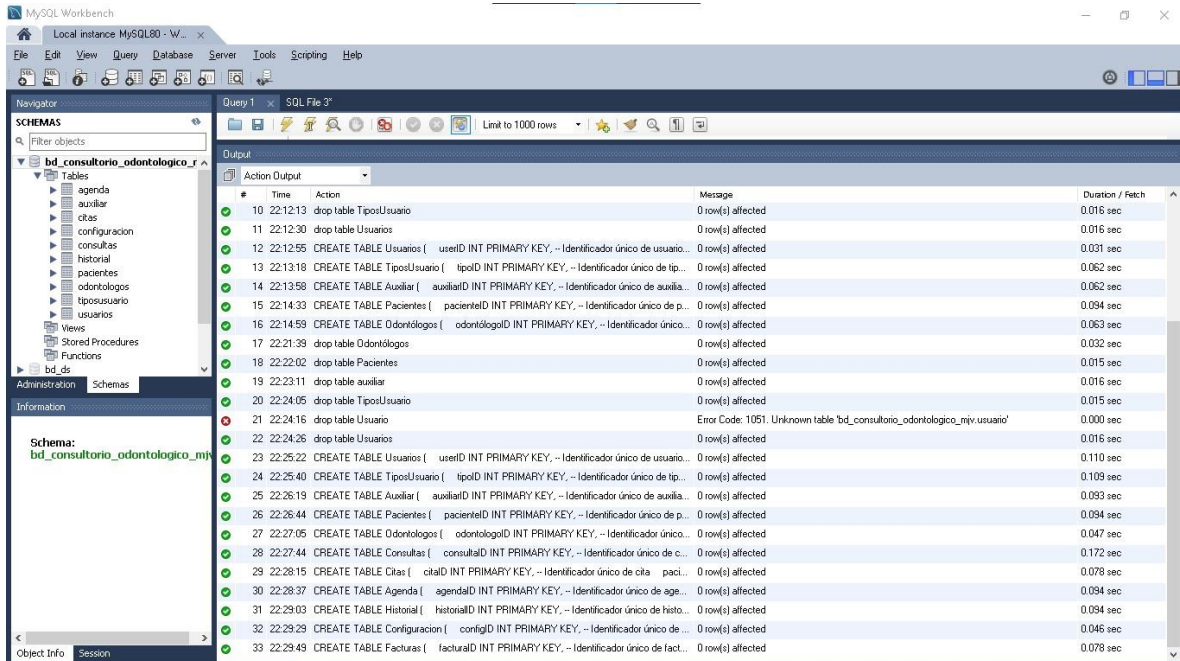 MySQL Workbench
Local instance MySQL80 - W...
File Edit View Query Database Server Tools Scripting Help
Navigator
SCHEMAS
Filter objects
bd_consultorio_odontologico_r
Tables
agenda
auxiliar
citas
configuracion
consultas
historial
pacientes
odontologos
tiposusuario
usuarios
Views
Stored Procedures
Functions
bd_ds
Administration Schemas
Information
Schema:
bd_consultorio_odontologico_mjv
Object Info Session
Query 1 SQL File 3*
Limit to 1000 rows
Output
Action Output
# Time Action Message Duration / Fetch
10 22:12:13 drop table TiposUsuario 0 row(s) affected 0.016 sec
11 22:12:30 drop table Usuarios 0 row(s) affected 0.016 sec
12 22:12:55 CREATE TABLE Usuarios ( userID INT PRIMARY KEY, -- Identificador único de usuario... 0 row(s) affected 0.031 sec
13 22:13:18 CREATE TABLE TiposUsuario ( tipoID INT PRIMARY KEY, -- Identificador único de tip... 0 row(s) affected 0.062 sec
14 22:13:58 CREATE TABLE Auxiliar ( auxiliarID INT PRIMARY KEY, -- Identificador único de auxilia... 0 row(s) affected 0.062 sec
15 22:14:33 CREATE TABLE Pacientes ( pacienteID INT PRIMARY KEY, -- Identificador único de p... 0 row(s) affected 0.094 sec
16 22:14:59 CREATE TABLE Odontólogos ( odontólogoID INT PRIMARY KEY, -- Identificador único... 0 row(s) affected 0.063 sec
17 22:21:39 drop table Odontólogos 0 row(s) affected 0.032 sec
18 22:22:02 drop table Pacientes 0 row(s) affected 0.015 sec
19 22:23:11 drop table auxiliar 0 row(s) affected 0.016 sec
20 22:24:05 drop table TiposUsuario 0 row(s) affected 0.015 sec
21 22:24:16 drop table Usuario Error Code: 1051. Unknown table 'bd_consultorio_odontologico_mjv.usuario' 0.000 sec
22 22:24:26 drop table Usuarios 0 row(s) affected 0.016 sec
23 22:25:22 CREATE TABLE Usuarios ( userID INT PRIMARY KEY, -- Identificador único de usuario... 0 row(s) affected 0.110 sec
24 22:25:40 CREATE TABLE TiposUsuario ( tipoID INT PRIMARY KEY, -- Identificador único de tip... 0 row(s) affected 0.109 sec
25 22:26:19 CREATE TABLE Auxiliar ( auxiliarID INT PRIMARY KEY, -- Identificador único de auxilia... 0 row(s) affected 0.093 sec
26 22:26:44 CREATE TABLE Pacientes ( pacienteID INT PRIMARY KEY, -- Identificador único de p... 0 row(s) affected 0.094 sec
27 22:27:05 CREATE TABLE Odontologos ( odontologoID INT PRIMARY KEY, -- Identificador único... 0 row(s) affected 0.047 sec
28 22:27:44 CREATE TABLE Consultas ( consultaID INT PRIMARY KEY, -- Identificador único de c... 0 row(s) affected 0.172 sec
29 22:28:15 CREATE TABLE Citas ( citaID INT PRIMARY KEY, -- Identificador único de cita paci... 0 row(s) affected 0.078 sec
30 22:28:37 CREATE TABLE Agenda ( agendaID INT PRIMARY KEY, -- Identificador único de age... 0 row(s) affected 0.094 sec
31 22:29:03 CREATE TABLE Historial ( historialID INT PRIMARY KEY, -- Identificador único de histo... 0 row(s) affected 0.094 sec
32 22:29:29 CREATE TABLE Configuracion ( configID INT PRIMARY KEY, -- Identificador único de ... 0 row(s) affected 0.046 sec
33 22:29:49 CREATE TABLE Facturas ( facturaID INT PRIMARY KEY, -- Identificador único de fact... 0 row(s) affected 0.078 sec